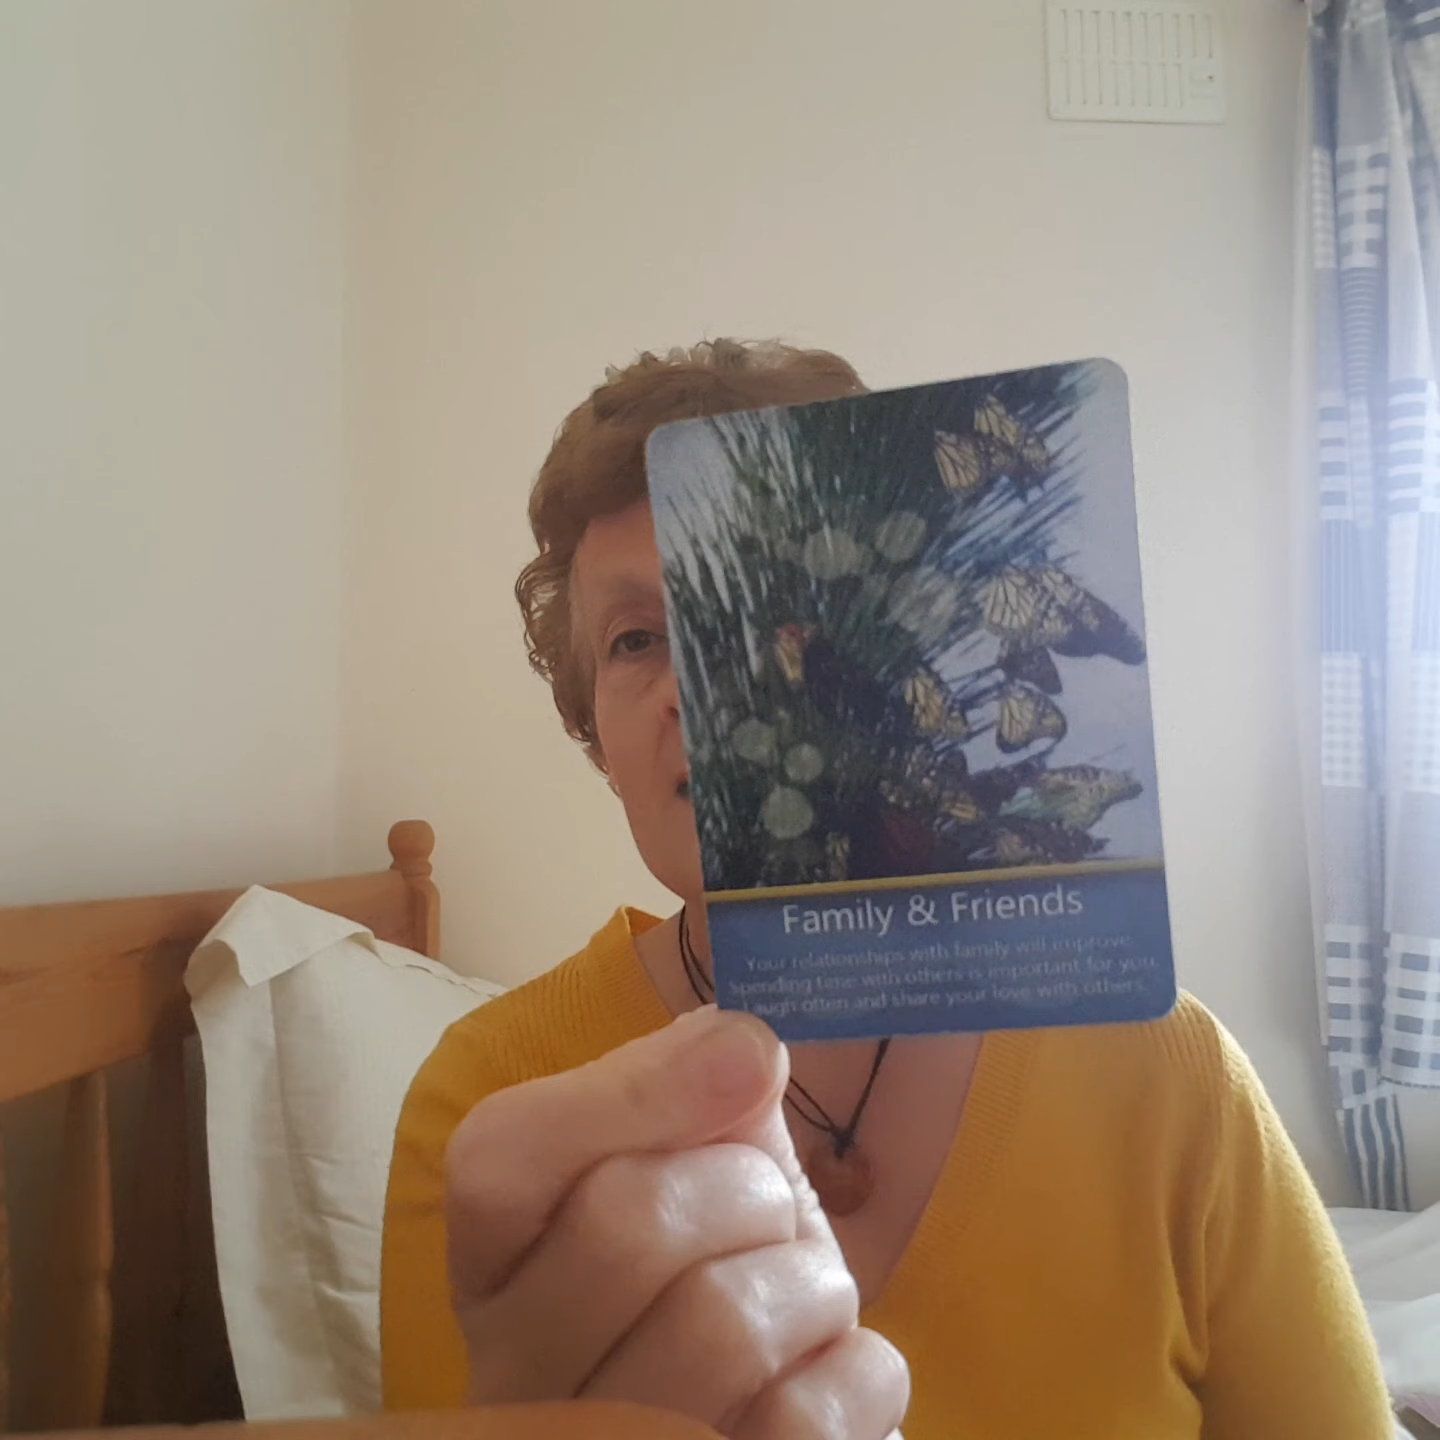 Family & Friends
Your relationships with family will improve.
Spending time with others is important for you.
Laugh often and share your love with others.